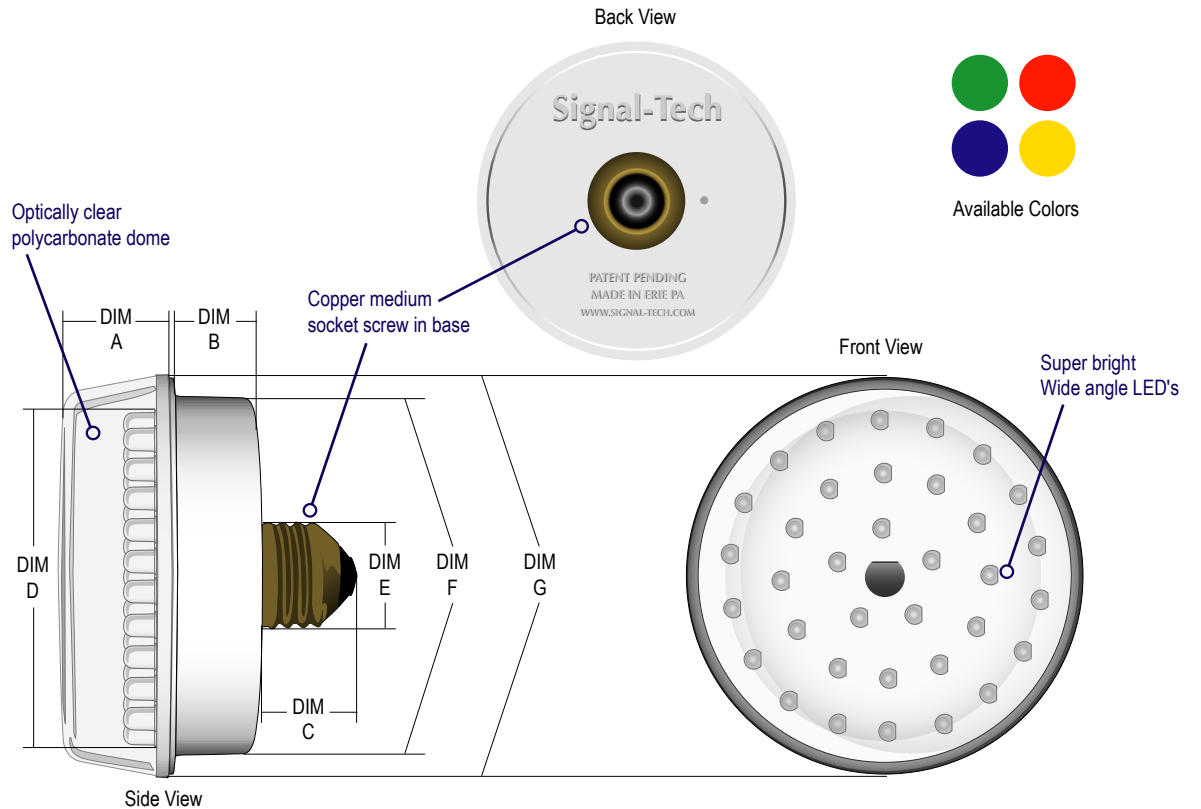 Back View
Signal-Tech
PATENT PENDING
MADE IN ERIE PA
WWW.SIGNAL-TECH.COM
Available Colors
Optically clear
polycarbonate dome
Copper medium
socket screw in base
DIM
A
DIM
B
Front View
Super bright
Wide angle LED's
DIM
D
DIM
E
DIM
F
DIM
G
DIM
C
Side View